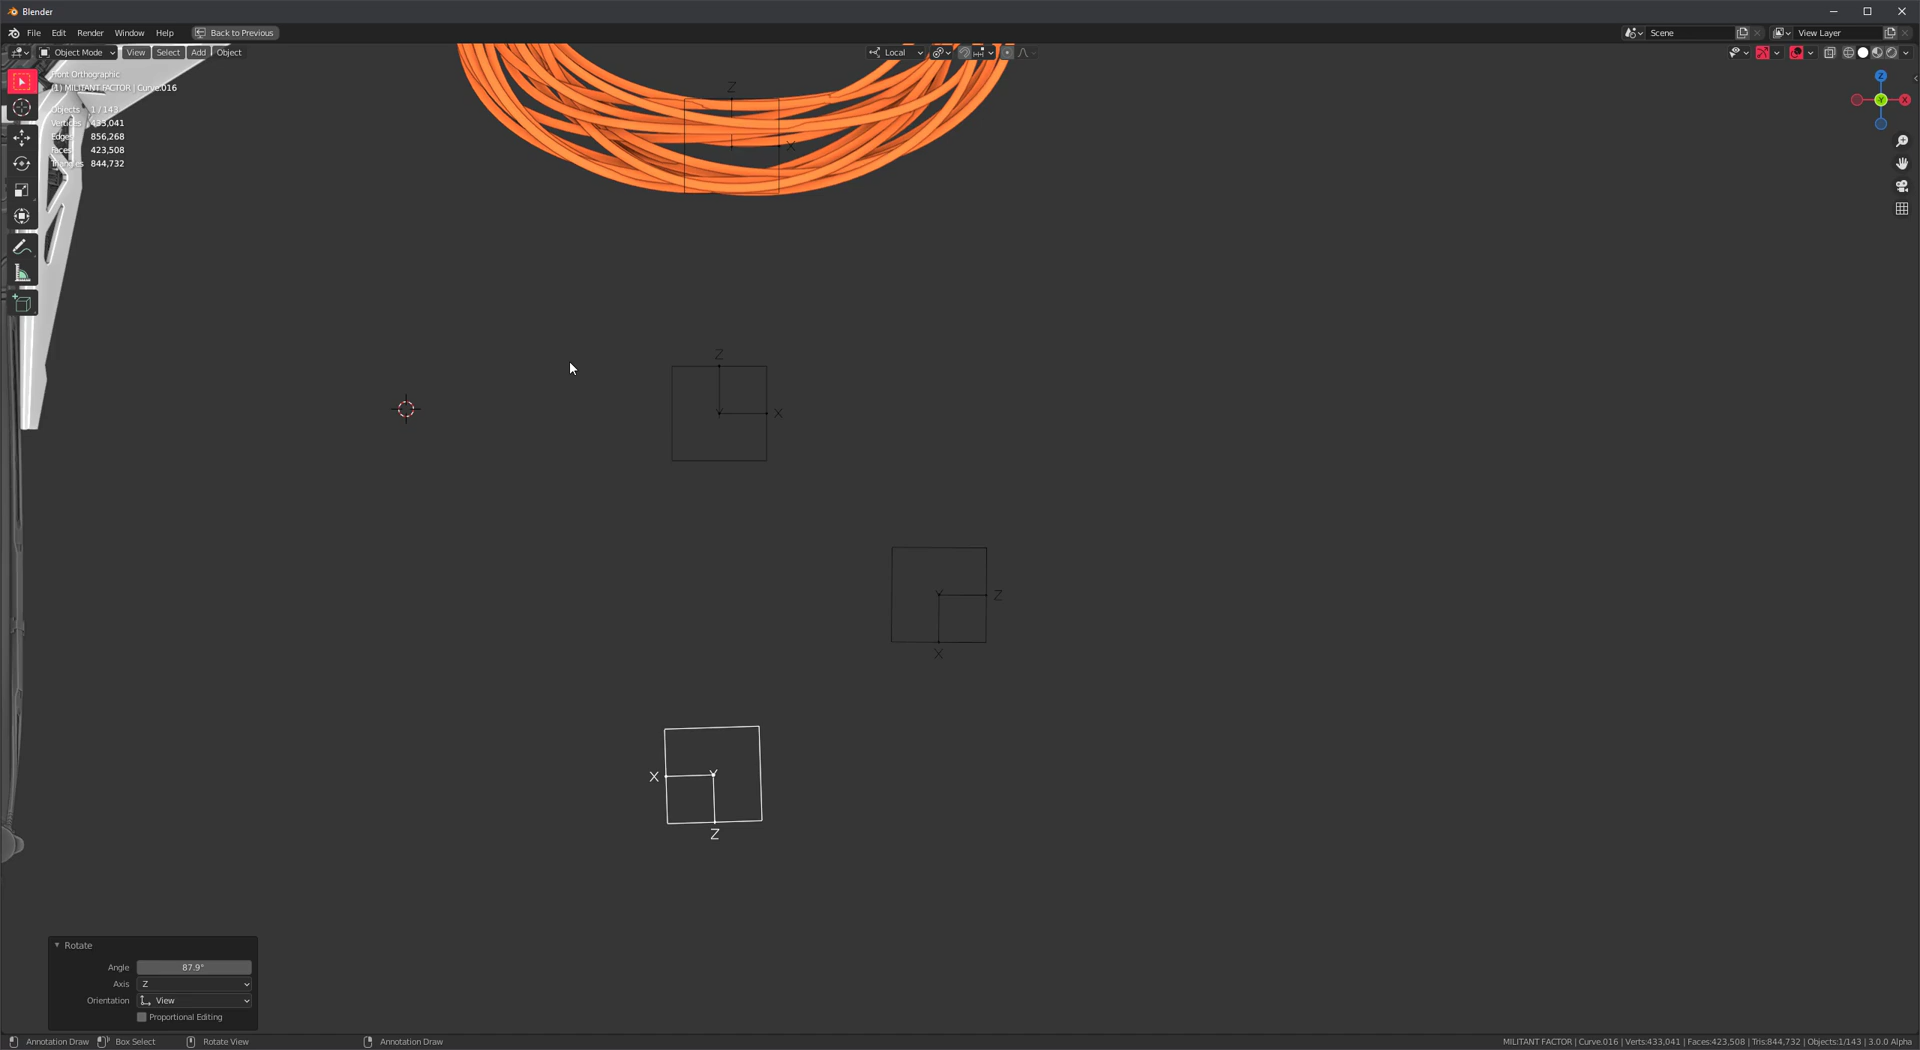 Blender
File Edit Render Window Help Back to Previous Scene View Layer
Object Mode View Select Add Object Local
Front Orthographic
(1) MILITANT FACTOR | Curve.016
Objects 1 / 143
Vertices 433,041
Edges 856,268
Faces 423,508
Triangles 844,732
Z
Y X
Z
X
Z
Y X
Y Z
X
X Y
Z
Rotate
Angle 87.9°
Axis Z
Orientation View
Proportional Editing
Annotation Draw Box Select Rotate View Annotation Draw MILITANT FACTOR | Curve.016 | Verts:433,041 | Faces:423,508 | Tris:844,732 | Objects:1/143 | 3.0.0 Alpha